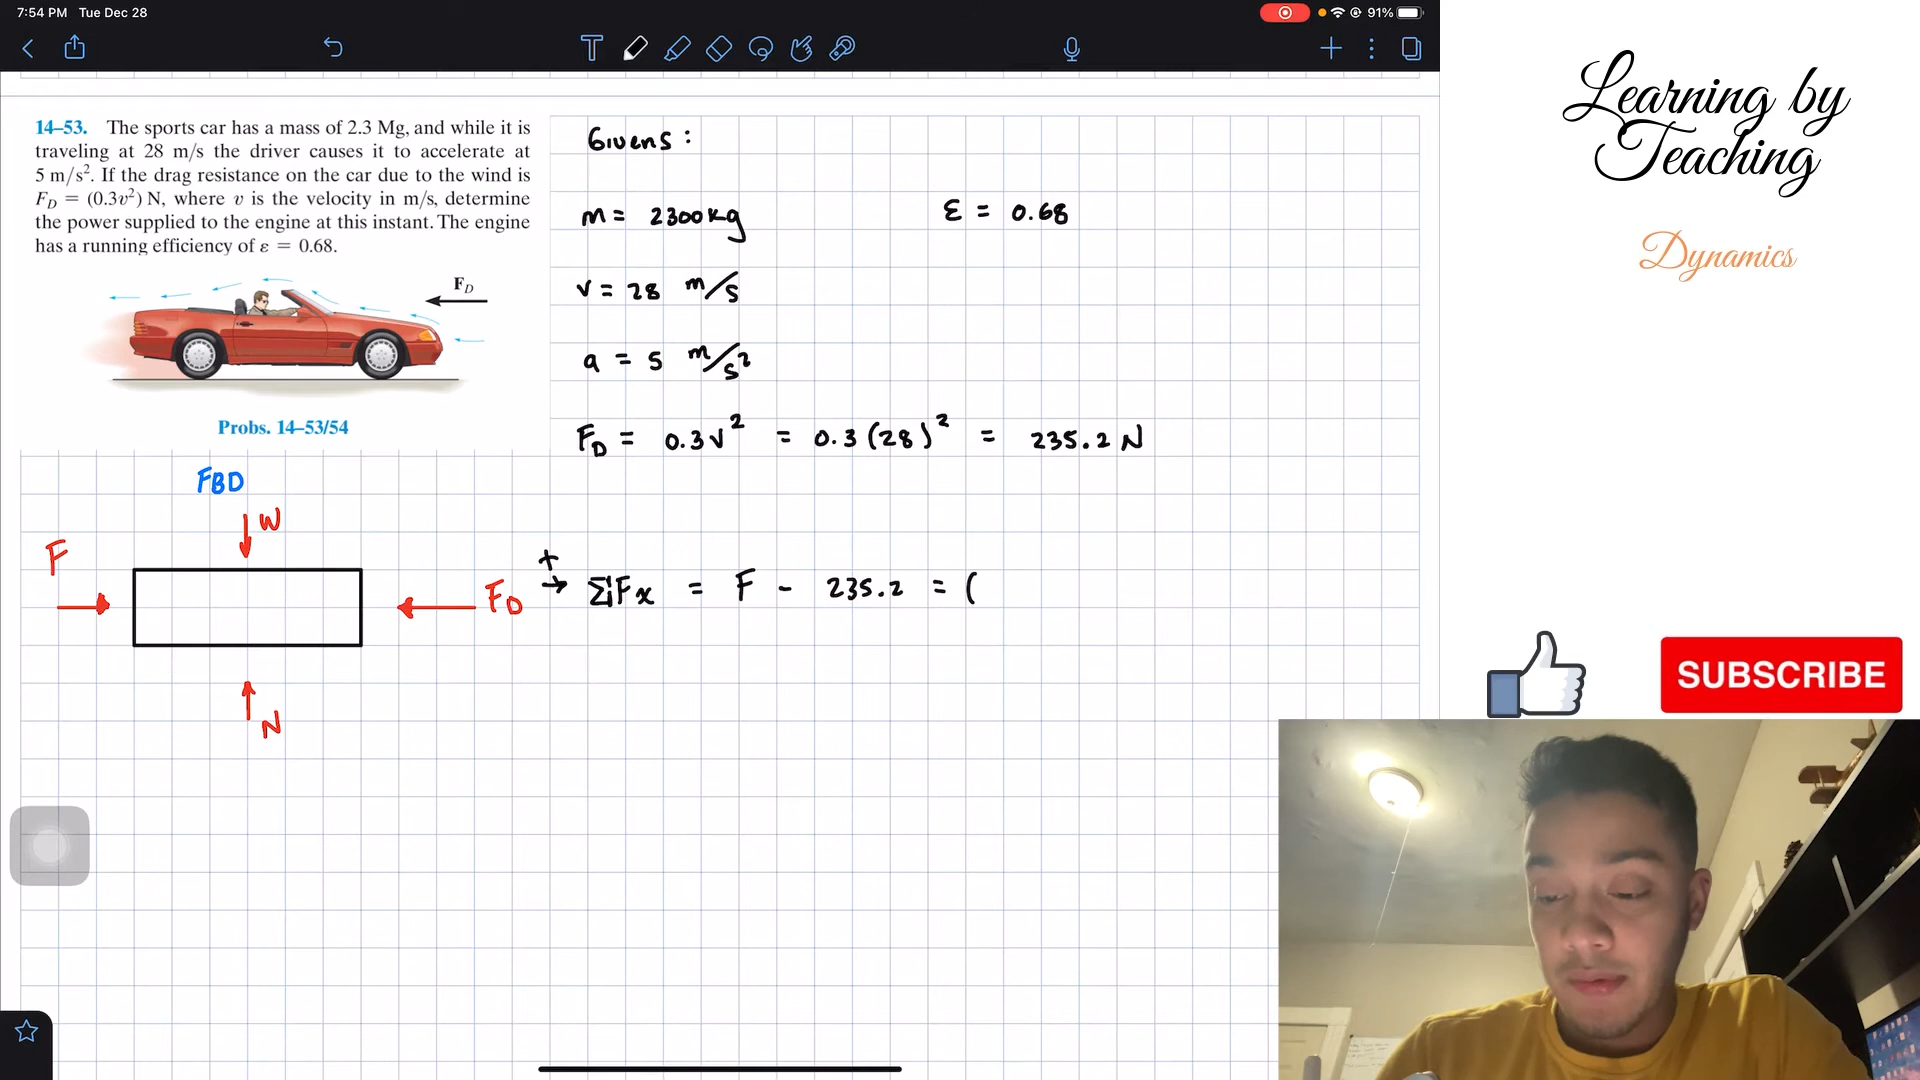 7:54 PM Tue Dec 28
91%
14–53. The sports car has a mass of 2.3 Mg, and while it is
traveling at 28 m/s the driver causes it to accelerate at
5 m/s². If the drag resistance on the car due to the wind is
F_D = (0.3v²) N, where v is the velocity in m/s, determine
the power supplied to the engine at this instant. The engine
has a running efficiency of ε = 0.68.
F_D
Probs. 14–53/54
Givens :
m = 2300 kg
ε = 0.68
v = 28 m/s
a = 5 m/s²
F_D = 0.3v² = 0.3(28)² = 235.2 N
FBD
W
F
F_D
N
+
→ ΣFx = F - 235.2 = (
Learning by
Teaching
Dynamics
SUBSCRIBE